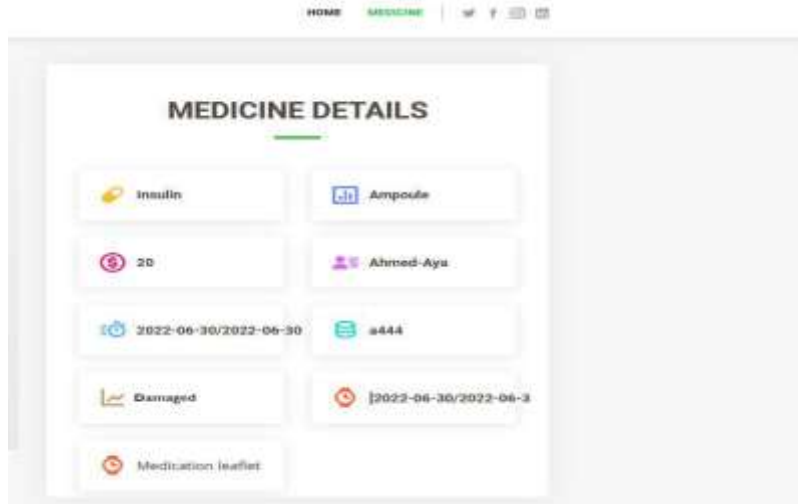 HOME MEDICINE
MEDICINE DETAILS
Insulin
Ampoule
20
Ahmed-Aya
2022-06-30/2022-06-30
a444
Damaged
[2022-06-30/2022-06-3
Medication leaflet